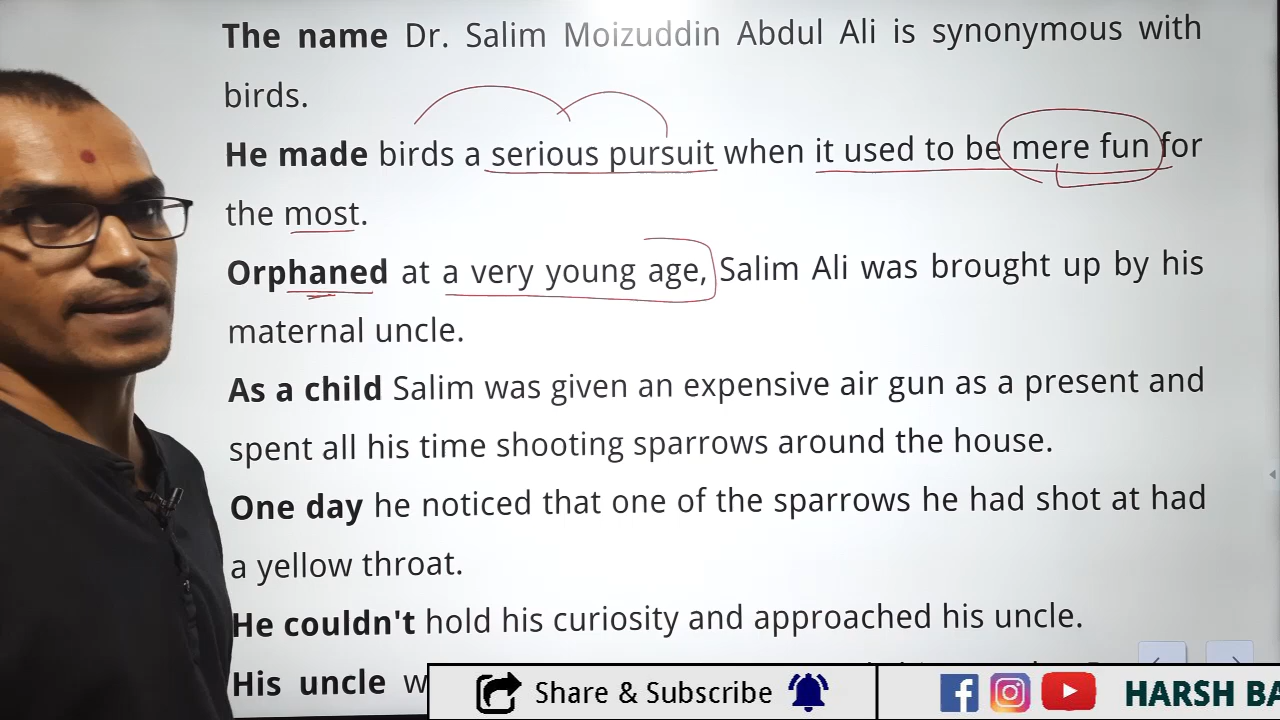 The name Dr. Salim Moizuddin Abdul Ali is synonymous with
birds.
He made birds a serious pursuit when it used to be mere fun for
the most.
Orphaned at a very young age, Salim Ali was brought up by his
maternal uncle.
As a child Salim was given an expensive air gun as a present and
spent all his time shooting sparrows around the house.
One day he noticed that one of the sparrows he had shot at had
a yellow throat.
He couldn't hold his curiosity and approached his uncle.
His uncle
Share & Subscribe
HARSH